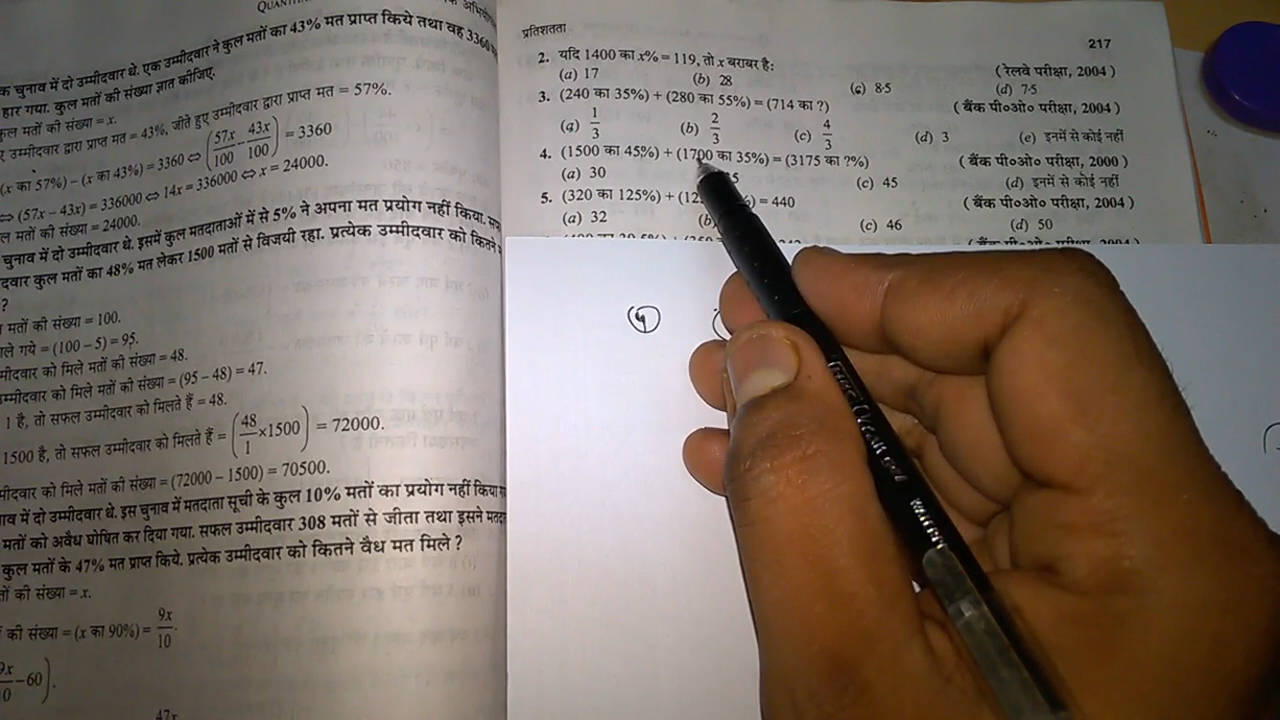 QUANTIT
चुनाव में दो उम्मीदवार थे. एक उम्मीदवार ने कुल मतों का 43% मत प्राप्त किये तथा वह 3360
हार गया. कुल मतों की संख्या ज्ञात कीजिए.
कुल मतों की संख्या = x.
उम्मीदवार द्वारा प्राप्त मत = 43%, जीते हुए उम्मीदवार द्वारा प्राप्त मत = 57%.
(x का 57%) – (x का 43%) = 3360 ⇔ (57x/100 – 43x/100) = 3360
⇔ (57x – 43x) = 336000 ⇔ 14x = 336000 ⇔ x = 24000.
मतों की संख्या = 24000.
चुनाव में दो उम्मीदवार थे. इसमें कुल मतदाताओं में से 5% ने अपना मत प्रयोग नहीं किया.
कुल मतों का 48% मत लेकर 1500 मतों से विजयी रहा. प्रत्येक उम्मीदवार को कितने
?
मतों की संख्या = 100.
गये = (100 – 5) = 95.
को मिले मतों की संख्या = 48.
उम्मीदवार को मिले मतों की संख्या = (95 – 48) = 47.
1 है, तो सफल उम्मीदवार को मिलते हैं = 48.
1500 है, तो सफल उम्मीदवार को मिलते हैं = (48/1 ×1500) = 72000.
को मिले मतों की संख्या = (72000 – 1500) = 70500.
में दो उम्मीदवार थे. इस चुनाव में मतदाता सूची के कुल 10% मतों का प्रयोग नहीं किया
मतों को अवैध घोषित कर दिया गया. सफल उम्मीदवार 308 मतों से जीता तथा इसने
कुल मतों के 47% मत प्राप्त किये. प्रत्येक उम्मीदवार को कितने वैध मत मिले ?
की संख्या = x.
की संख्या = (x का 90%) = 9x/10.
–60).
47x
प्रतिशतता
217
2. यदि 1400 का x% = 119, तो x बराबर है : (रेलवे परीक्षा, 2004)
(a) 17 (b) 28 (c) 8·5 (d) 7·5
3. (240 का 35%) + (280 का 55%) = (714 का ?) ( बैंक पी०ओ० परीक्षा, 2004)
(a) 1/3 (b) 2/3 (c) 4/3 (d) 3 (e) इनमें से कोई नहीं
4. (1500 का 45%) + (1700 का 35%) = (3175 का ?%) ( बैंक पी०ओ० परीक्षा, 2000)
(a) 30 (c) 45 (d) इनमें से कोई नहीं
5. (320 का 125%) + (12 %) = 440 ( बैंक पी०ओ० परीक्षा, 2004)
(a) 32 (b) (c) 46 (d) 50
④